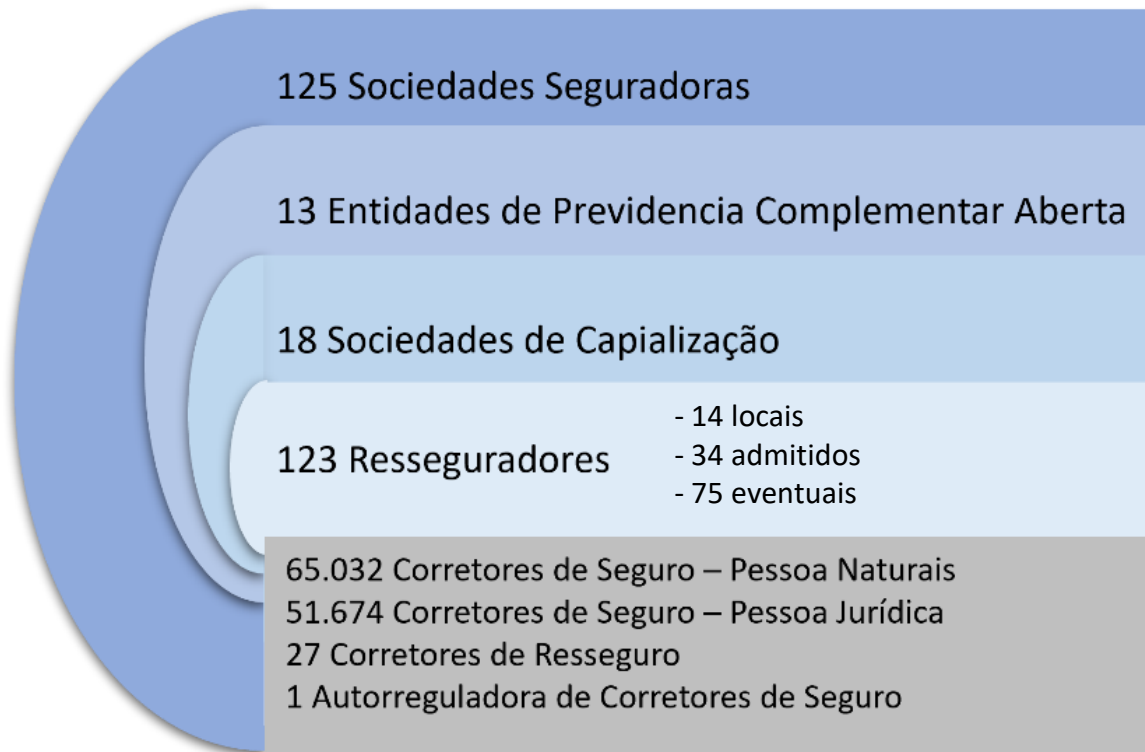 125 Sociedades Seguradoras
13 Entidades de Previdencia Complementar Aberta
18 Sociedades de Capialização
123 Resseguradores
- 14 locais
- 34 admitidos
- 75 eventuais
65.032 Corretores de Seguro – Pessoa Naturais
51.674 Corretores de Seguro – Pessoa Jurídica
27 Corretores de Resseguro
1 Autorreguladora de Corretores de Seguro